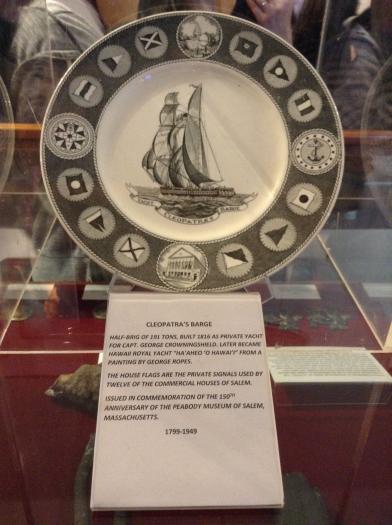 YACHT BARGE
CLEOPATRA'S
CLEOPATRA'S BARGE
HALF-BRIG OF 191 TONS, BUILT 1816 AS PRIVATE YACHT
FOR CAPT. GEORGE CROWNINGSHIELD. LATER BECAME
HAWAII ROYAL YACHT "HA'AHEO 'O HAWAI'I" FROM A
PAINTING BY GEORGE ROPES.
THE HOUSE FLAGS ARE THE PRIVATE SIGNALS USED BY
TWELVE OF THE COMMERCIAL HOUSES OF SALEM.
ISSUED IN COMMEMORATION OF THE 150TH
ANNIVERSARY OF THE PEABODY MUSEUM OF SALEM,
MASSACHUSETTS.
1799-1949